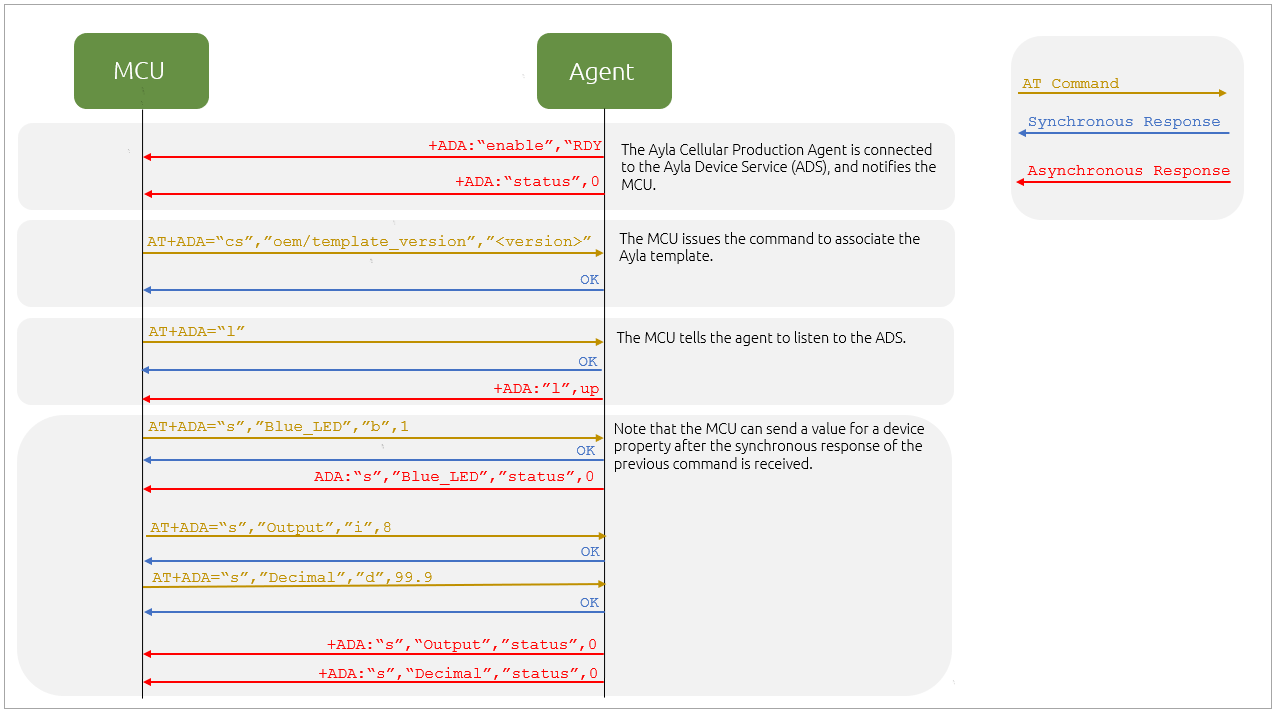 MCU
Agent
AT Command
Synchronous Response
Asynchronous Response
+ADA:“enable”,“RDY
+ADA:“status”,0
The Ayla Cellular Production Agent is connected
to the Ayla Device Service (ADS), and notifies the
MCU.
AT+ADA=“cs”,”oem/template_version”,”<version>”
OK
The MCU issues the command to associate the
Ayla template.
AT+ADA=“l”
OK
+ADA:”l”,up
The MCU tells the agent to listen to the ADS.
AT+ADA=“s”,”Blue_LED”,”b”,1
OK
ADA:“s”,”Blue_LED”,”status”,0
Note that the MCU can send a value for a device
property after the synchronous response of the
previous command is received.
AT+ADA=“s”,”Output”,”i”,8
OK
AT+ADA=“s”,”Decimal”,”d”,99.9
OK
+ADA:“s”,“Output”,”status”,0
+ADA:“s”,“Decimal”,”status”,0